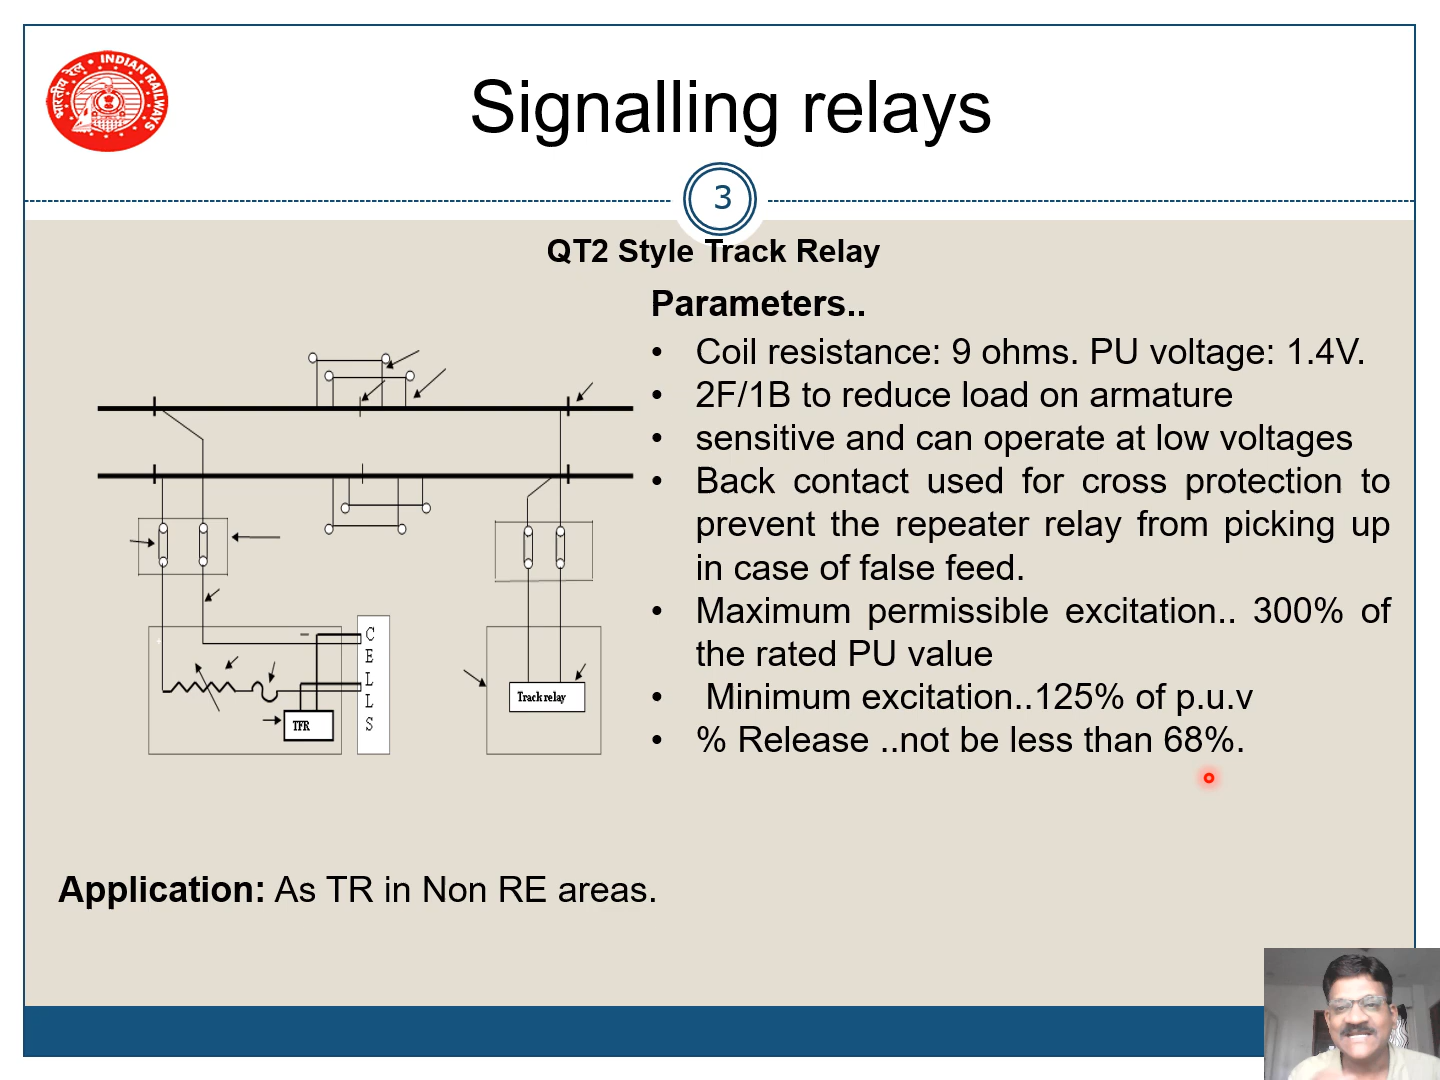 भारतीय रेल • INDIAN RAILWAYS
Signalling relays
3
QT2 Style Track Relay
Parameters..
• Coil resistance: 9 ohms. PU voltage: 1.4V.
• 2F/1B to reduce load on armature
• sensitive and can operate at low voltages
• Back contact used for cross protection to
prevent the repeater relay from picking up
in case of false feed.
• Maximum permissible excitation.. 300% of
the rated PU value
• Minimum excitation..125% of p.u.v
• % Release ..not be less than 68%.
CELLS
TFR
Track relay
Application: As TR in Non RE areas.